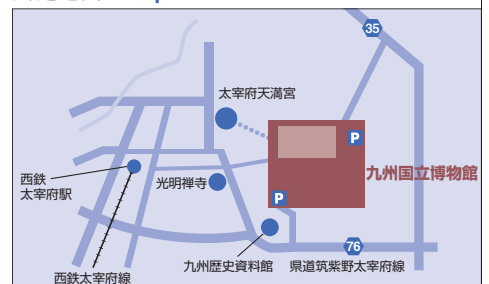 35
太宰府天満宮
P
九州国立博物館
西鉄
太宰府駅
光明禅寺
P
76
九州歴史資料館
県道筑紫野太宰府線
西鉄太宰府線